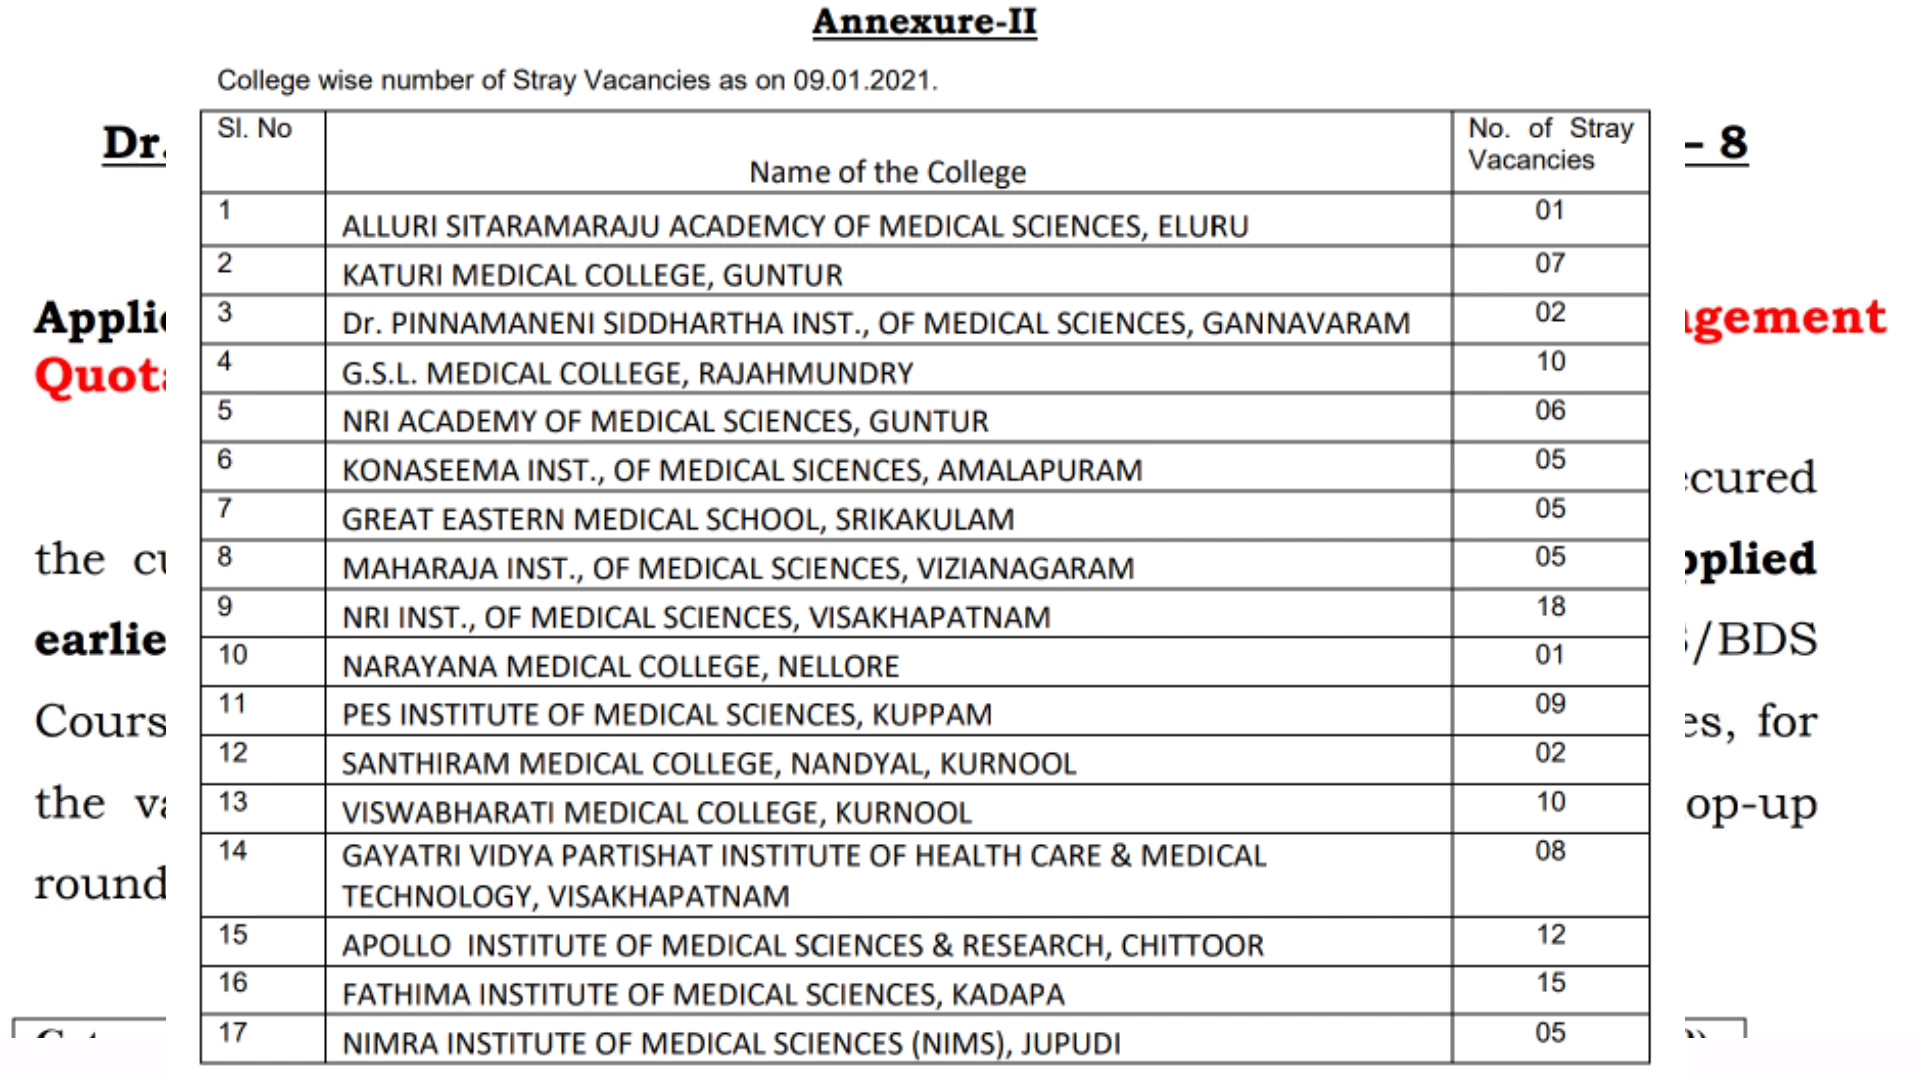 Annexure-II
College wise number of Stray Vacancies as on 09.01.2021.
Sl. No Name of the College No. of Stray Vacancies
1 ALLURI SITARAMARAJU ACADEMCY OF MEDICAL SCIENCES, ELURU 01
2 KATURI MEDICAL COLLEGE, GUNTUR 07
3 Dr. PINNAMANENI SIDDHARTHA INST., OF MEDICAL SCIENCES, GANNAVARAM 02
4 G.S.L. MEDICAL COLLEGE, RAJAHMUNDRY 10
5 NRI ACADEMY OF MEDICAL SCIENCES, GUNTUR 06
6 KONASEEMA INST., OF MEDICAL SICENCES, AMALAPURAM 05
7 GREAT EASTERN MEDICAL SCHOOL, SRIKAKULAM 05
8 MAHARAJA INST., OF MEDICAL SCIENCES, VIZIANAGARAM 05
9 NRI INST., OF MEDICAL SCIENCES, VISAKHAPATNAM 18
10 NARAYANA MEDICAL COLLEGE, NELLORE 01
11 PES INSTITUTE OF MEDICAL SCIENCES, KUPPAM 09
12 SANTHIRAM MEDICAL COLLEGE, NANDYAL, KURNOOL 02
13 VISWABHARATI MEDICAL COLLEGE, KURNOOL 10
14 GAYATRI VIDYA PARTISHAT INSTITUTE OF HEALTH CARE & MEDICAL 08
TECHNOLOGY, VISAKHAPATNAM
15 APOLLO INSTITUTE OF MEDICAL SCIENCES & RESEARCH, CHITTOOR 12
16 FATHIMA INSTITUTE OF MEDICAL SCIENCES, KADAPA 15
17 NIMRA INSTITUTE OF MEDICAL SCIENCES (NIMS), JUPUDI 05
Dr. – 8
the
/BDS
for
the
round